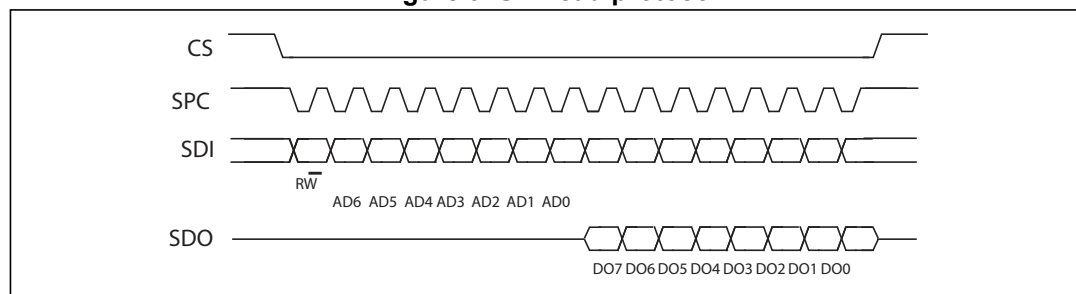 CS
SPC
SDI
RW
AD6 AD5 AD4 AD3 AD2 AD1 AD0
SDO
DO7 DO6 DO5 DO4 DO3 DO2 DO1 DO0